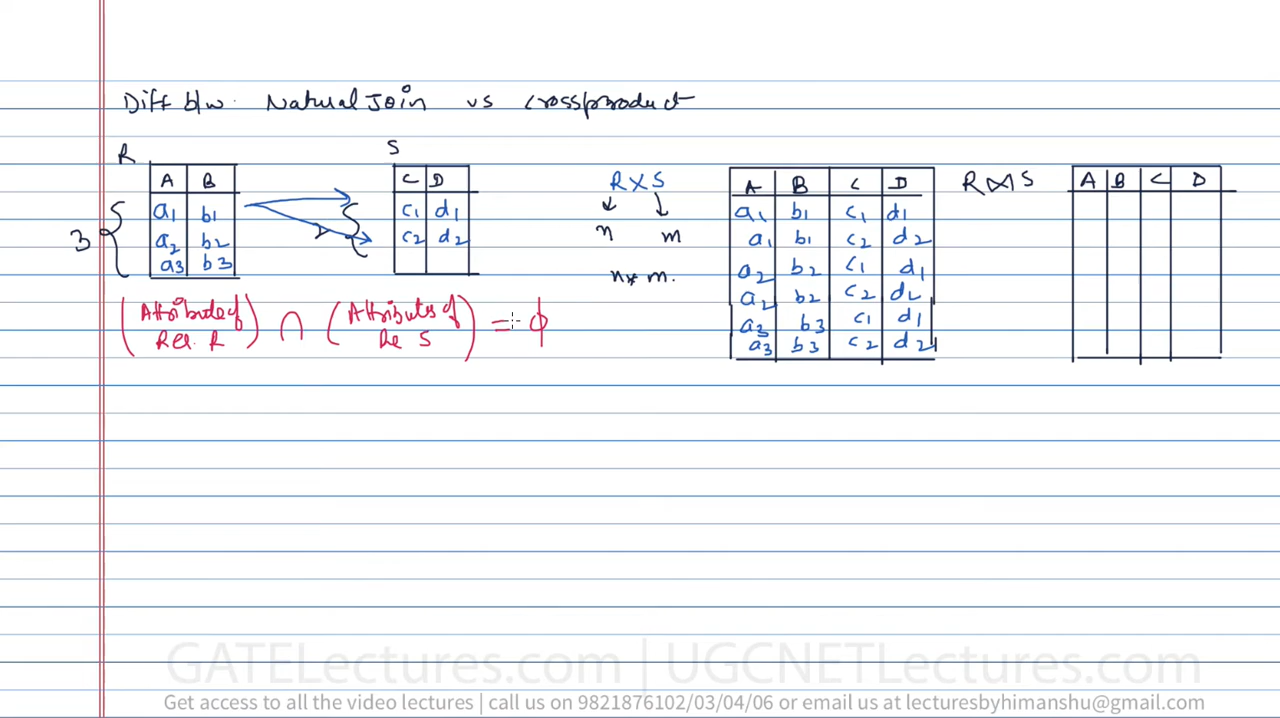 Diff b/w. Natural Join vs crossproduct
R
A B
a1 b1
a2 b2
a3 b3
3
S
C D
c1 d1
c2 d2
2
R X S
n m
n * m.
A B C D
a1 b1 c1 d1
a1 b1 c2 d2
a2 b2 c1 d1
a2 b2 c2 d2
a3 b3 c1 d1
a3 b3 c2 d2
R ⋈ S
A B C D
(Attribute of Rel. R) ∩ (Attributes of Re S) = ϕ
GATELectures.com | UGCNETLectures.com
Get access to all the video lectures | call us on 9821876102/03/04/06 or email us at lecturesbyhimanshu@gmail.com